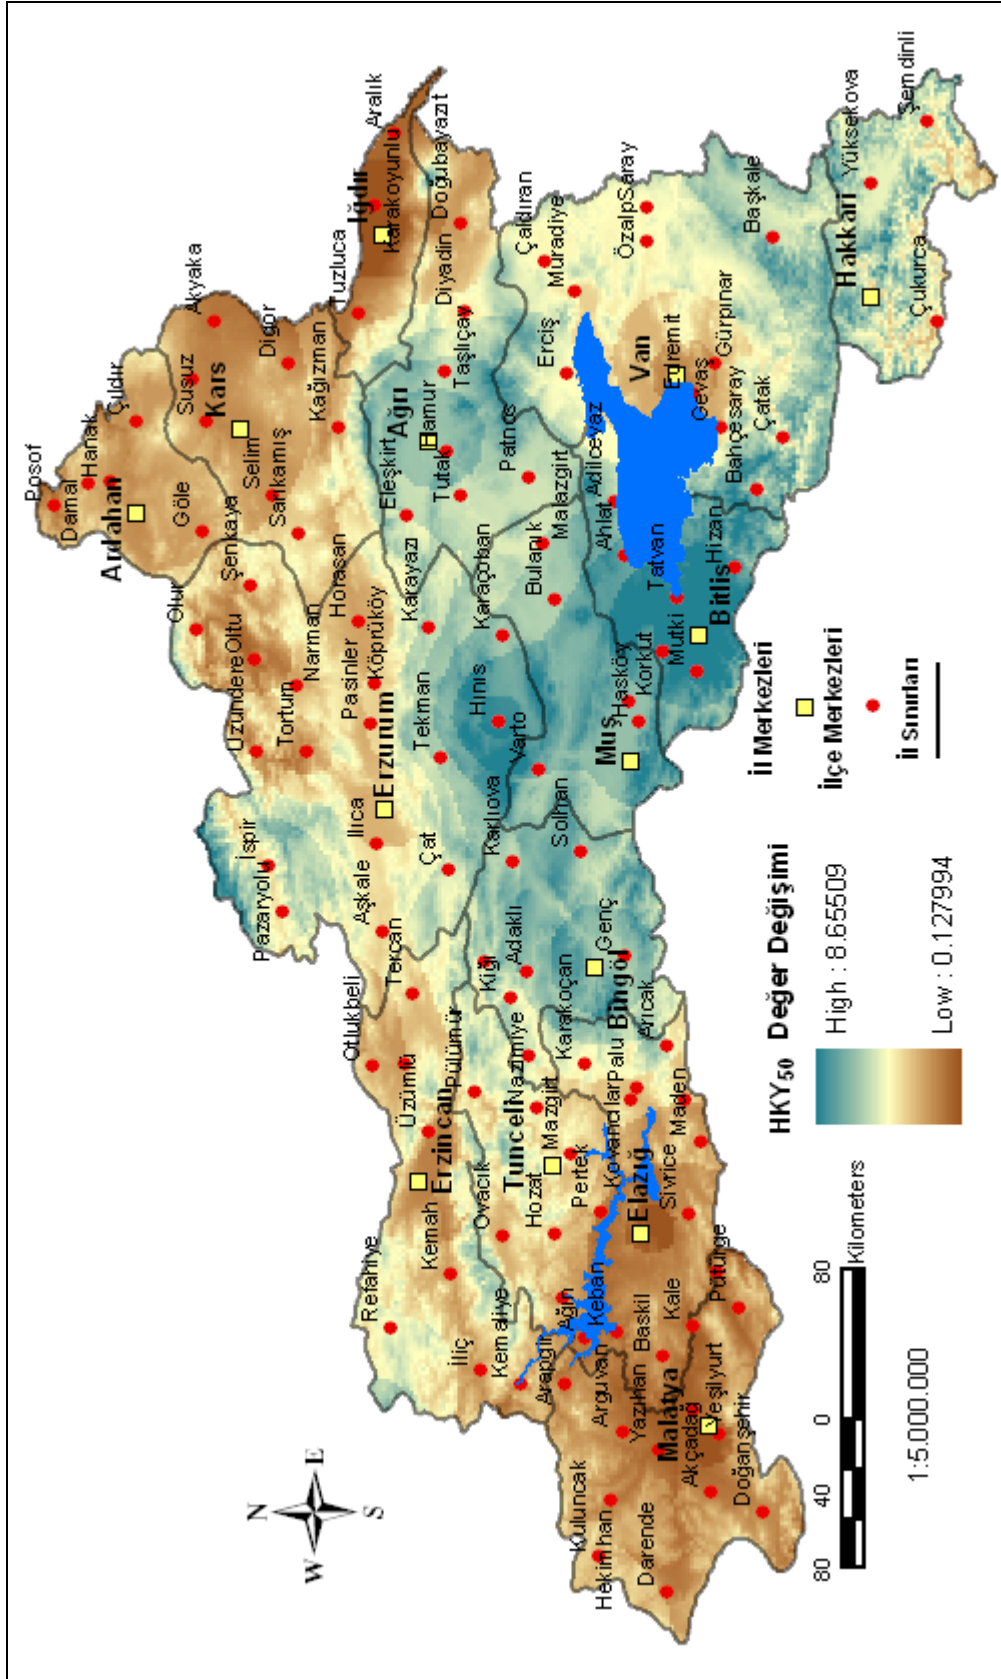 Posof
Damal
Hanak
Çıldır
Ardahan
Göle
Akyaka
Susuz
Kars
Digor
Selim
Sarıkamış
Kağızman
Olur
Şenkaya
Oltu
Uzundere
Narman
Tortum
Horasan
Pasinler
Köprüköy
Erzurum
Ilıca
Aşkale
İspir
Pazaryolu
Çat
Tekman
Karayazı
Karaçoban
Hınıs
Tuzluca
Iğdır
Karakoyunlu
Aralık
Doğubayazıt
Diyadin
Taşlıçay
Ağrı
Hamur
Eleşkirt
Tutak
Patnos
Otlukbeli
Tercan
Üzümlü
Erzincan
Kemah
Refahiye
İliç
Kemaliye
Pülümür
Nazımiye
Tunceli
Mazgirt
Ovacık
Hozat
Pertek
Kiğı
Adaklı
Karlıova
Solhan
Genç
Bingöl
Karakoçan
Arıcak
Palu
Kovancılar
Maden
Sivrice
Elazığ
Keban
Ağın
Baskil
Varto
Bulanık
Malazgirt
Muş
Hasköy
Korkut
Mutki
Bitlis
Hizan
Tatvan
Ahlat
Adilcevaz
Çaldıran
Muradiye
Erciş
Özalp
Saray
Van
Edremit
Gürpınar
Gevaş
Bahçesaray
Çatak
Başkale
Hakkari
Yüksekova
Şemdinli
Çukurca
Arapgir
Arguvan
Yazıhan
Malatya
Kale
Pütürge
Akçadağ
Yeşilyurt
Doğanşehir
Kuluncak
Hekimhan
Darende
N
W
E
S
HKY50 Değer Değişimi
High : 8.65509
Low : 0.127994
İl Merkezleri
İlçe Merkezleri
İl Sınırları
80 40 0 80
Kilometers
1:5.000.000